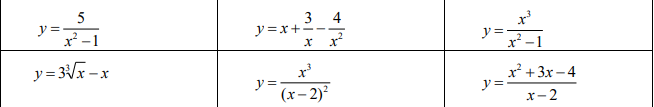 y = 5/(x² − 1)    y = x + 3/x − 4/x²    y = x³/(x² − 1)
y = 3∛x − x    y = x³/(x − 2)²    y = (x² + 3x − 4)/(x − 2)